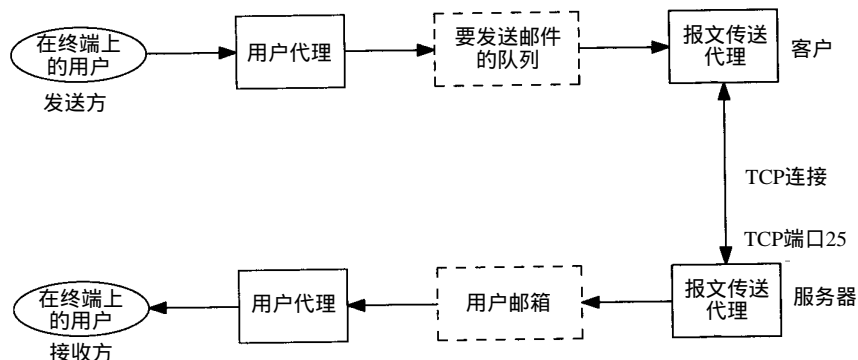 在终端上
的用户
发送方
用户代理
要发送邮件
的队列
报文传送
代理
客户
TCP连接
TCP端口25
在终端上
的用户
接收方
用户代理
用户邮箱
报文传送
代理
服务器